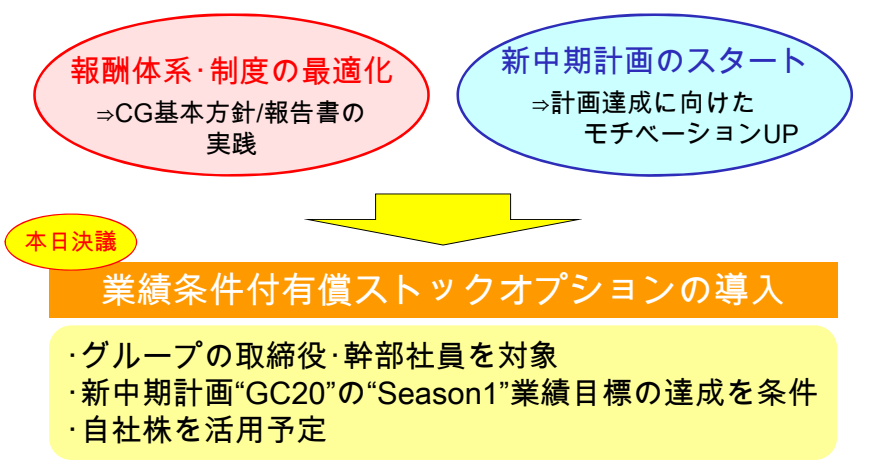 報酬体系･制度の最適化
⇒CG基本方針/報告書の
実践
新中期計画のスタート
⇒計画達成に向けた
モチベーションUP
本日決議
業績条件付有償ストックオプションの導入
･グループの取締役･幹部社員を対象
･新中期計画“GC20”の“Season1”業績目標の達成を条件
･自社株を活用予定